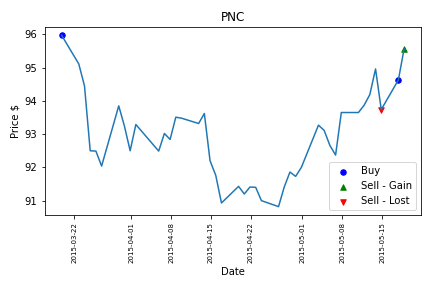 PNC
Price $
96
95
94
93
92
91
Buy
Sell - Gain
Sell - Lost
2015-03-22
2015-04-01
2015-04-08
2015-04-15
2015-04-22
2015-05-01
2015-05-08
2015-05-15
Date